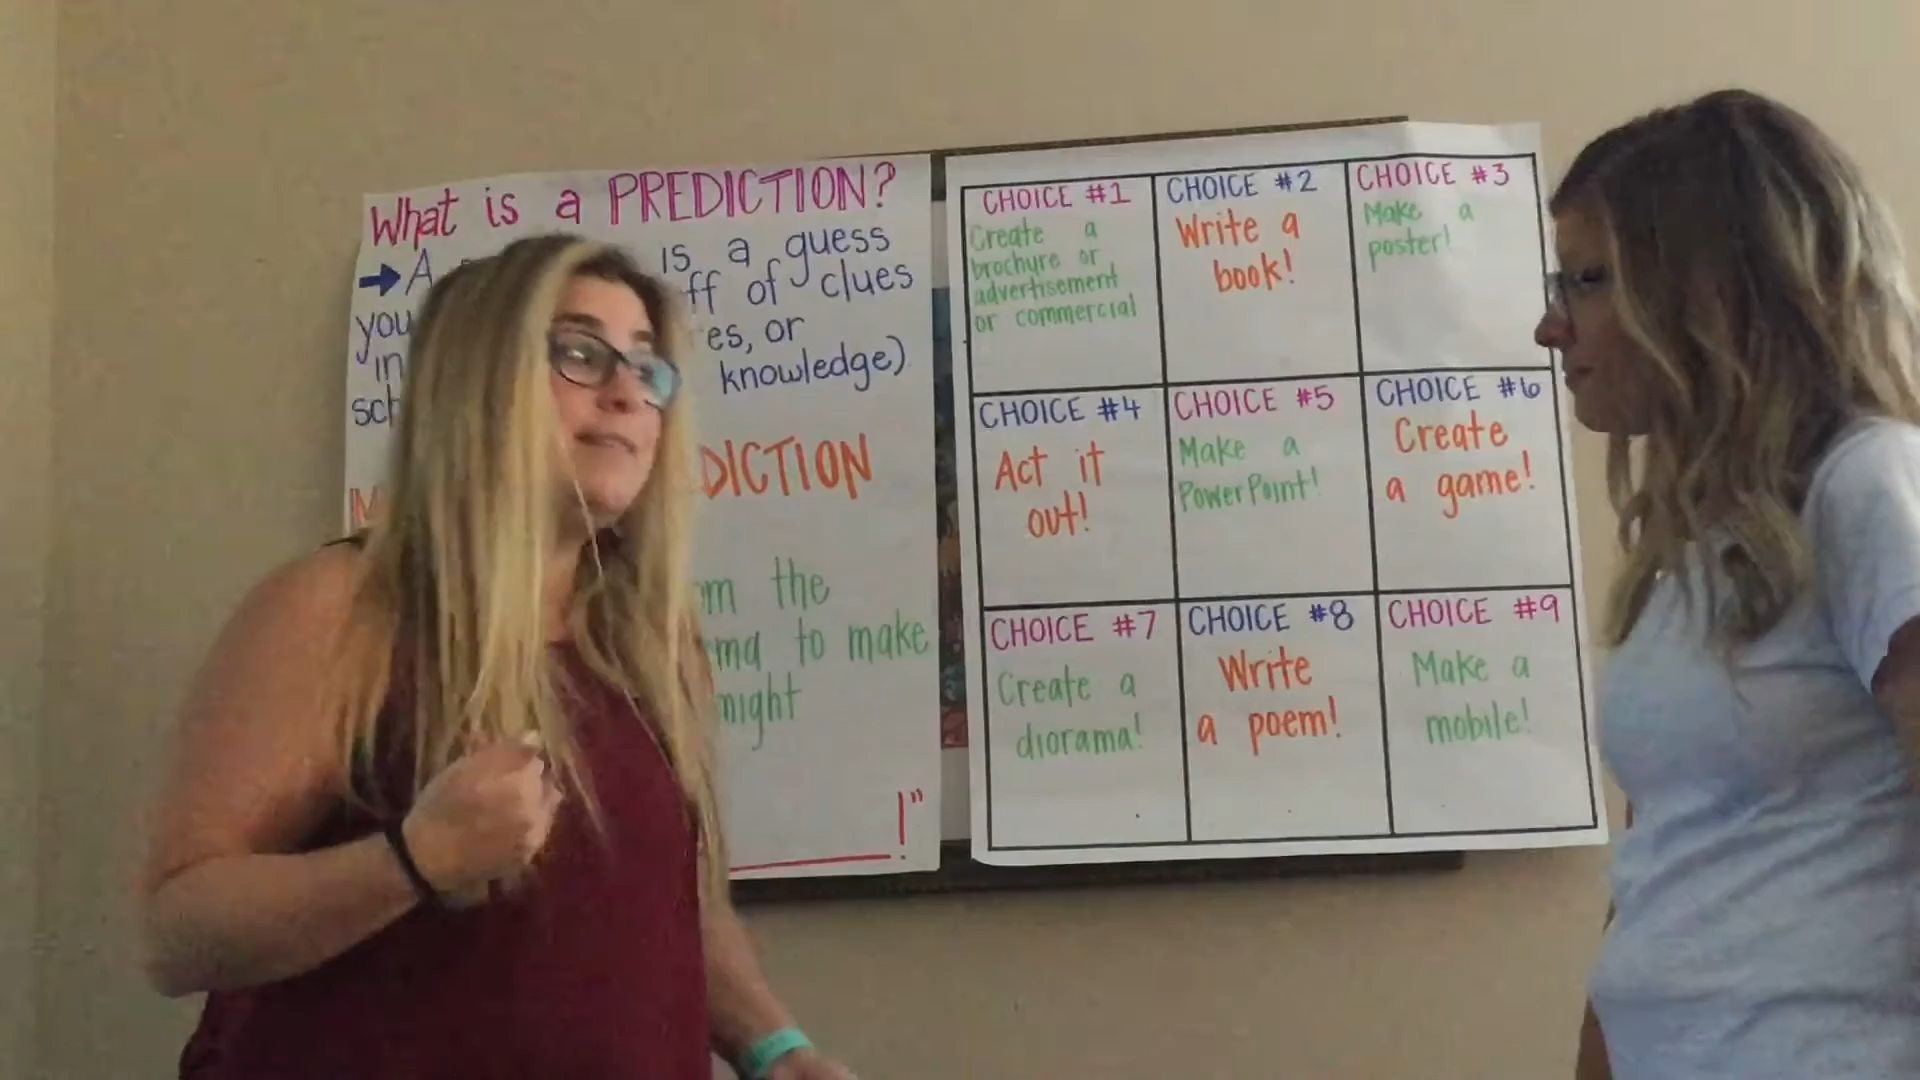 What is a PREDICTION?
A is a guess
you ff of clues
in es, or
sch knowledge)
DICTION
m the
ma to make
might
!"
CHOICE #1
Create a
brochure or
advertisement
or commercial
CHOICE #2
Write a
book!
CHOICE #3
Make a
poster!
CHOICE #4
Act it
out!
CHOICE #5
Make a
PowerPoint!
CHOICE #6
Create
a game!
CHOICE #7
Create a
diorama!
CHOICE #8
Write
a poem!
CHOICE #9
Make a
mobile!